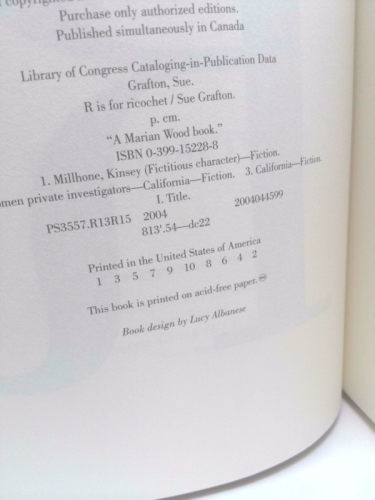 Purchase only authorized editions.
Published simultaneously in Canada
Library of Congress Cataloging-in-Publication Data
Grafton, Sue.
R is for ricochet / Sue Grafton.
p. cm.
"A Marian Wood book."
ISBN 0-399-15228-8
1. Millhone, Kinsey (Fictitious character)—Fiction.
private investigators—California—Fiction. 3. California—Fiction.
I. Title.
PS3557.R13R15 2004 2004044599
813'.54—dc22
Printed in the United States of America
1 3 5 7 9 10 8 6 4 2
This book is printed on acid-free paper. ♾
Book design by Lucy Albanese